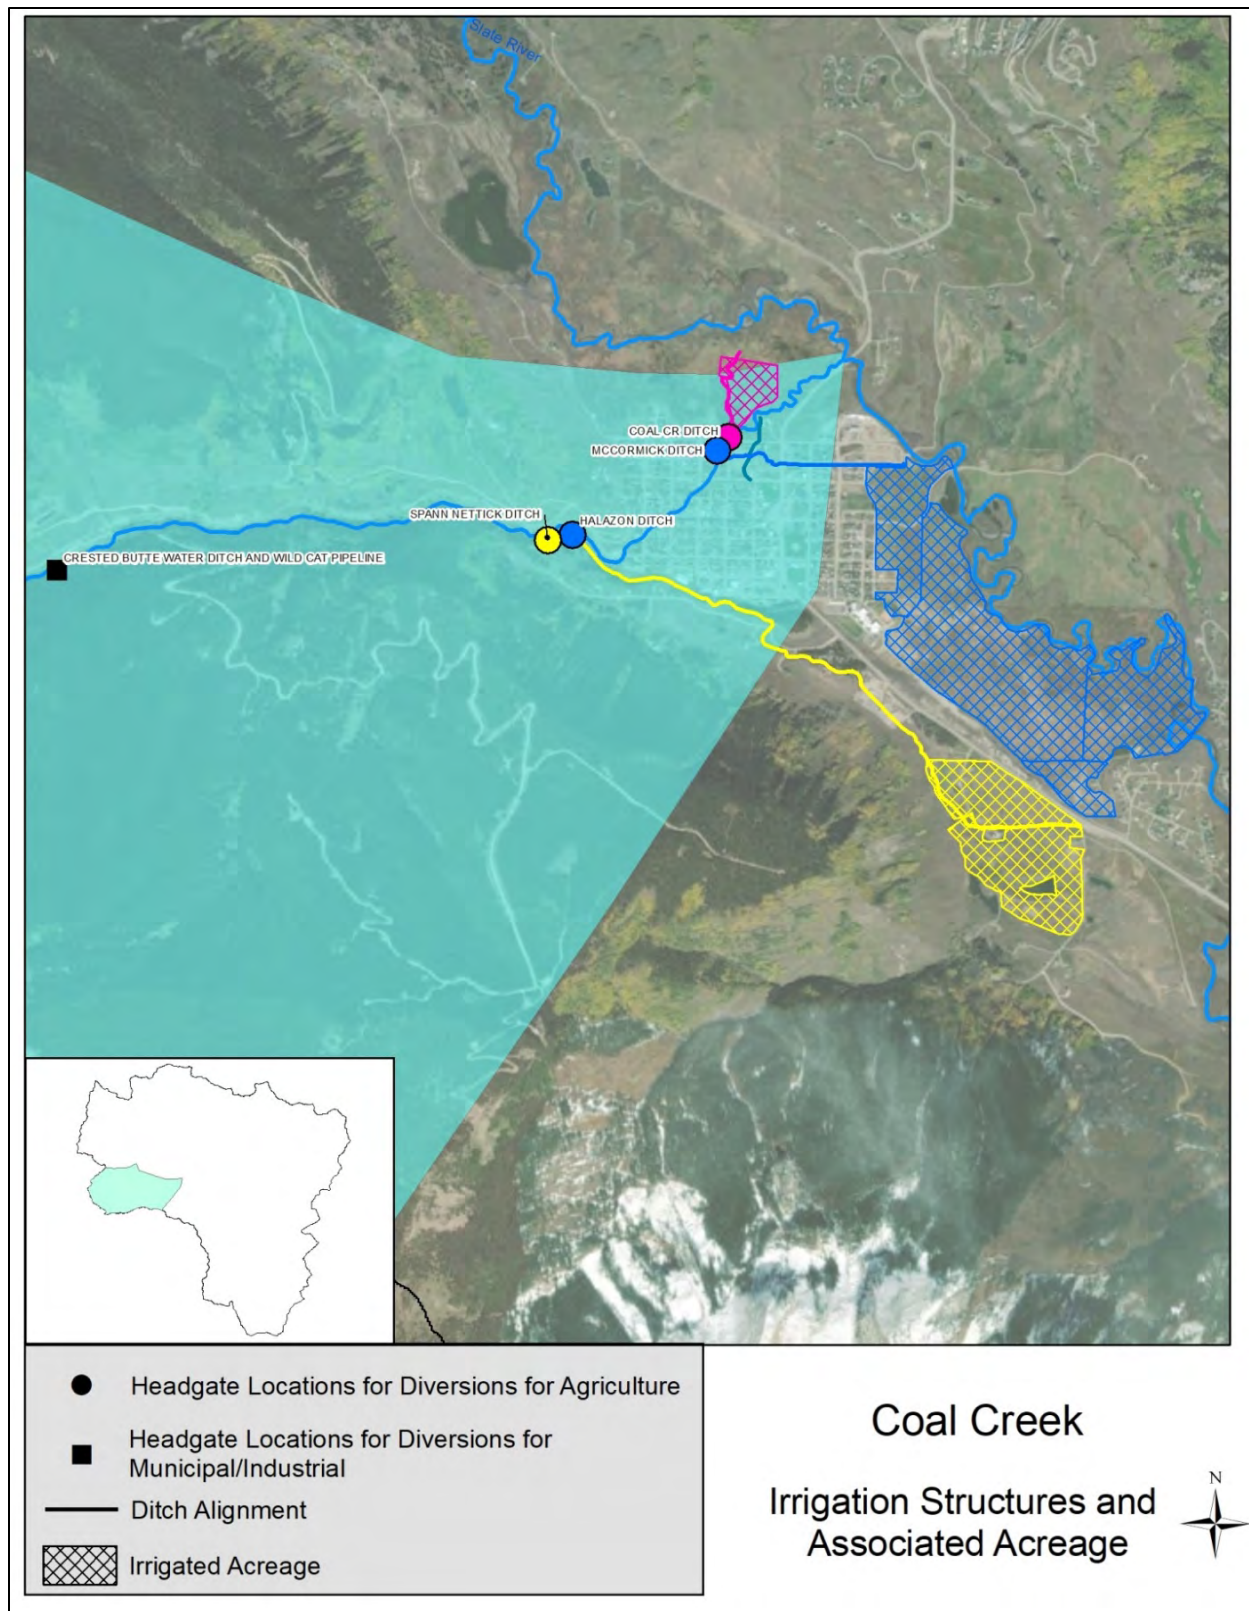 Slate River
COAL CR DITCH
MCCORMICK DITCH
SPANN NETTICK DITCH
HALAZON DITCH
CRESTED BUTTE WATER DITCH AND WILD CAT PIPELINE
Headgate Locations for Diversions for Agriculture
Headgate Locations for Diversions for
Municipal/Industrial
Ditch Alignment
Irrigated Acreage
Coal Creek
Irrigation Structures and
Associated Acreage
N